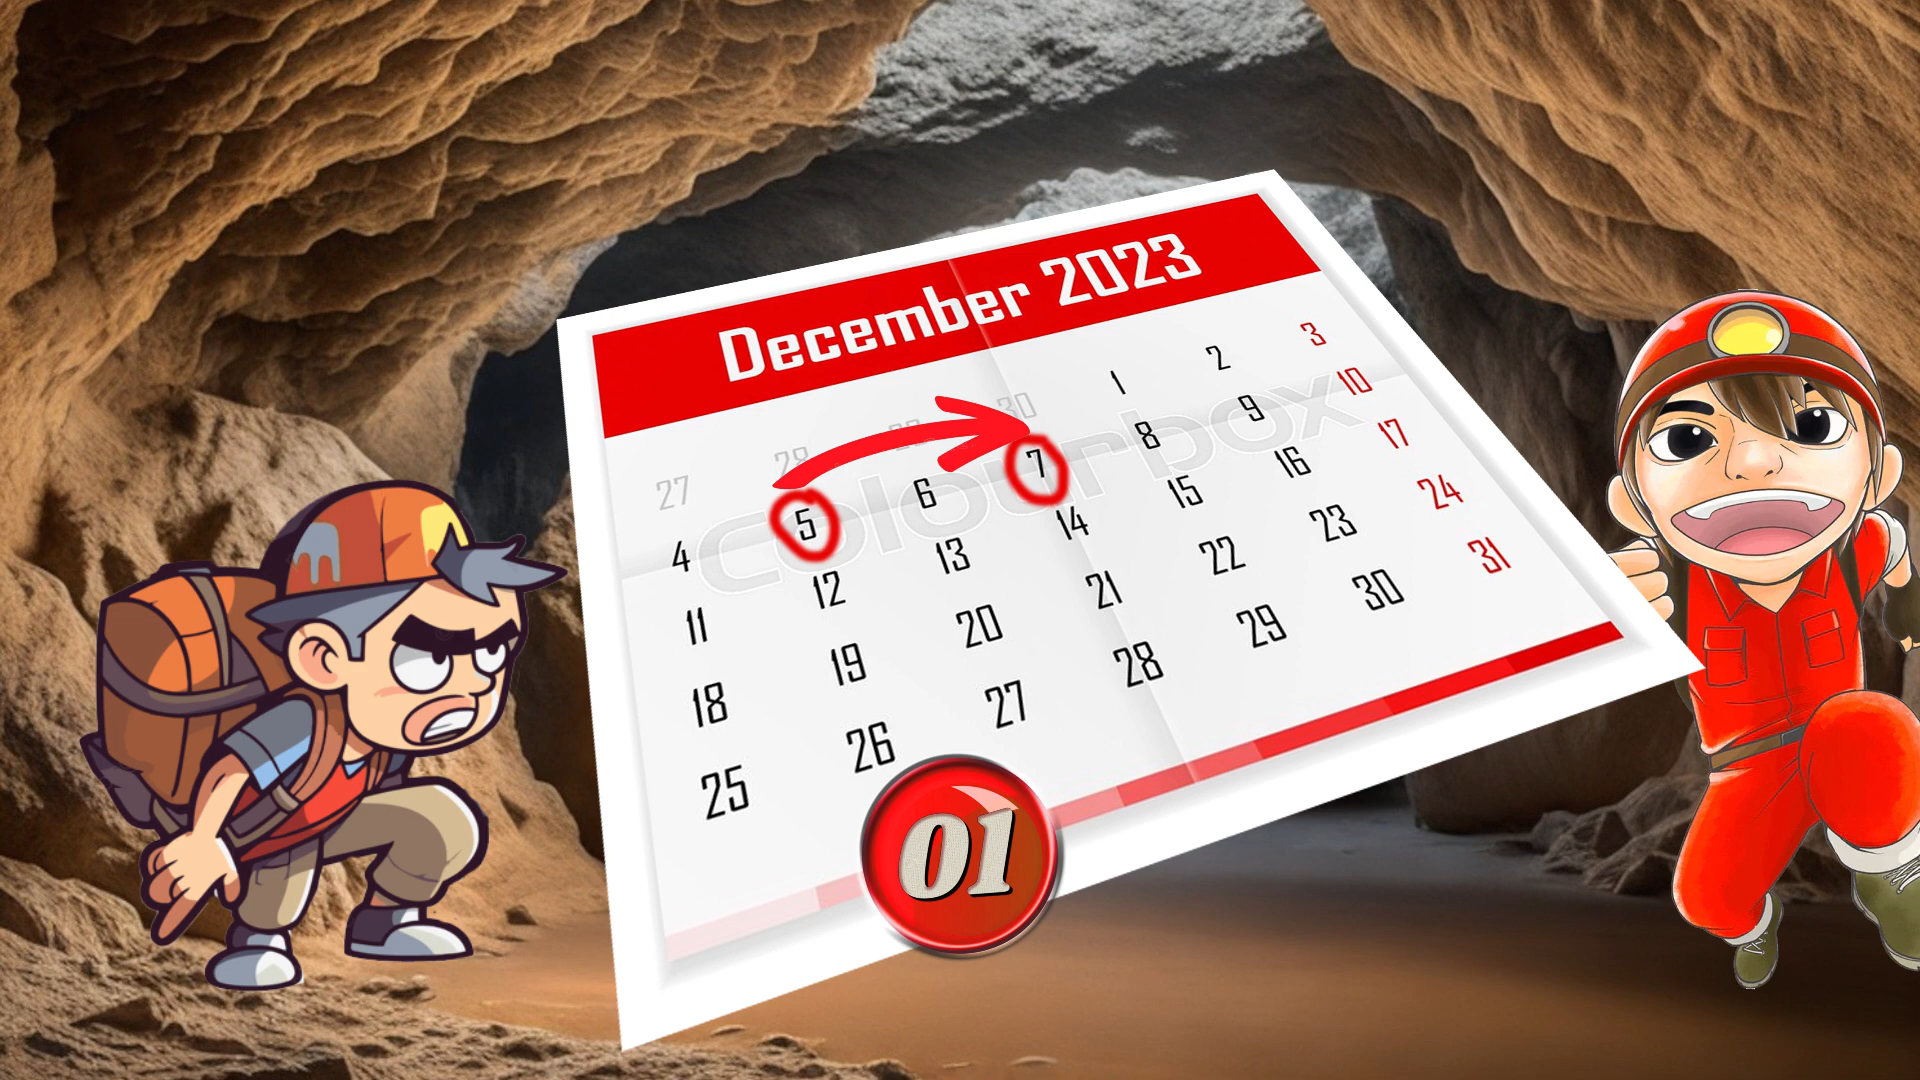 December 2023
27 28 29 30 1 2 3
4 5 6 7 8 9 10
11 12 13 14 15 16 17
18 19 20 21 22 23 24
25 26 27 28 29 30 31
colourbox
01